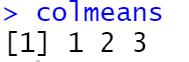 > colmeans
[1] 1 2 3